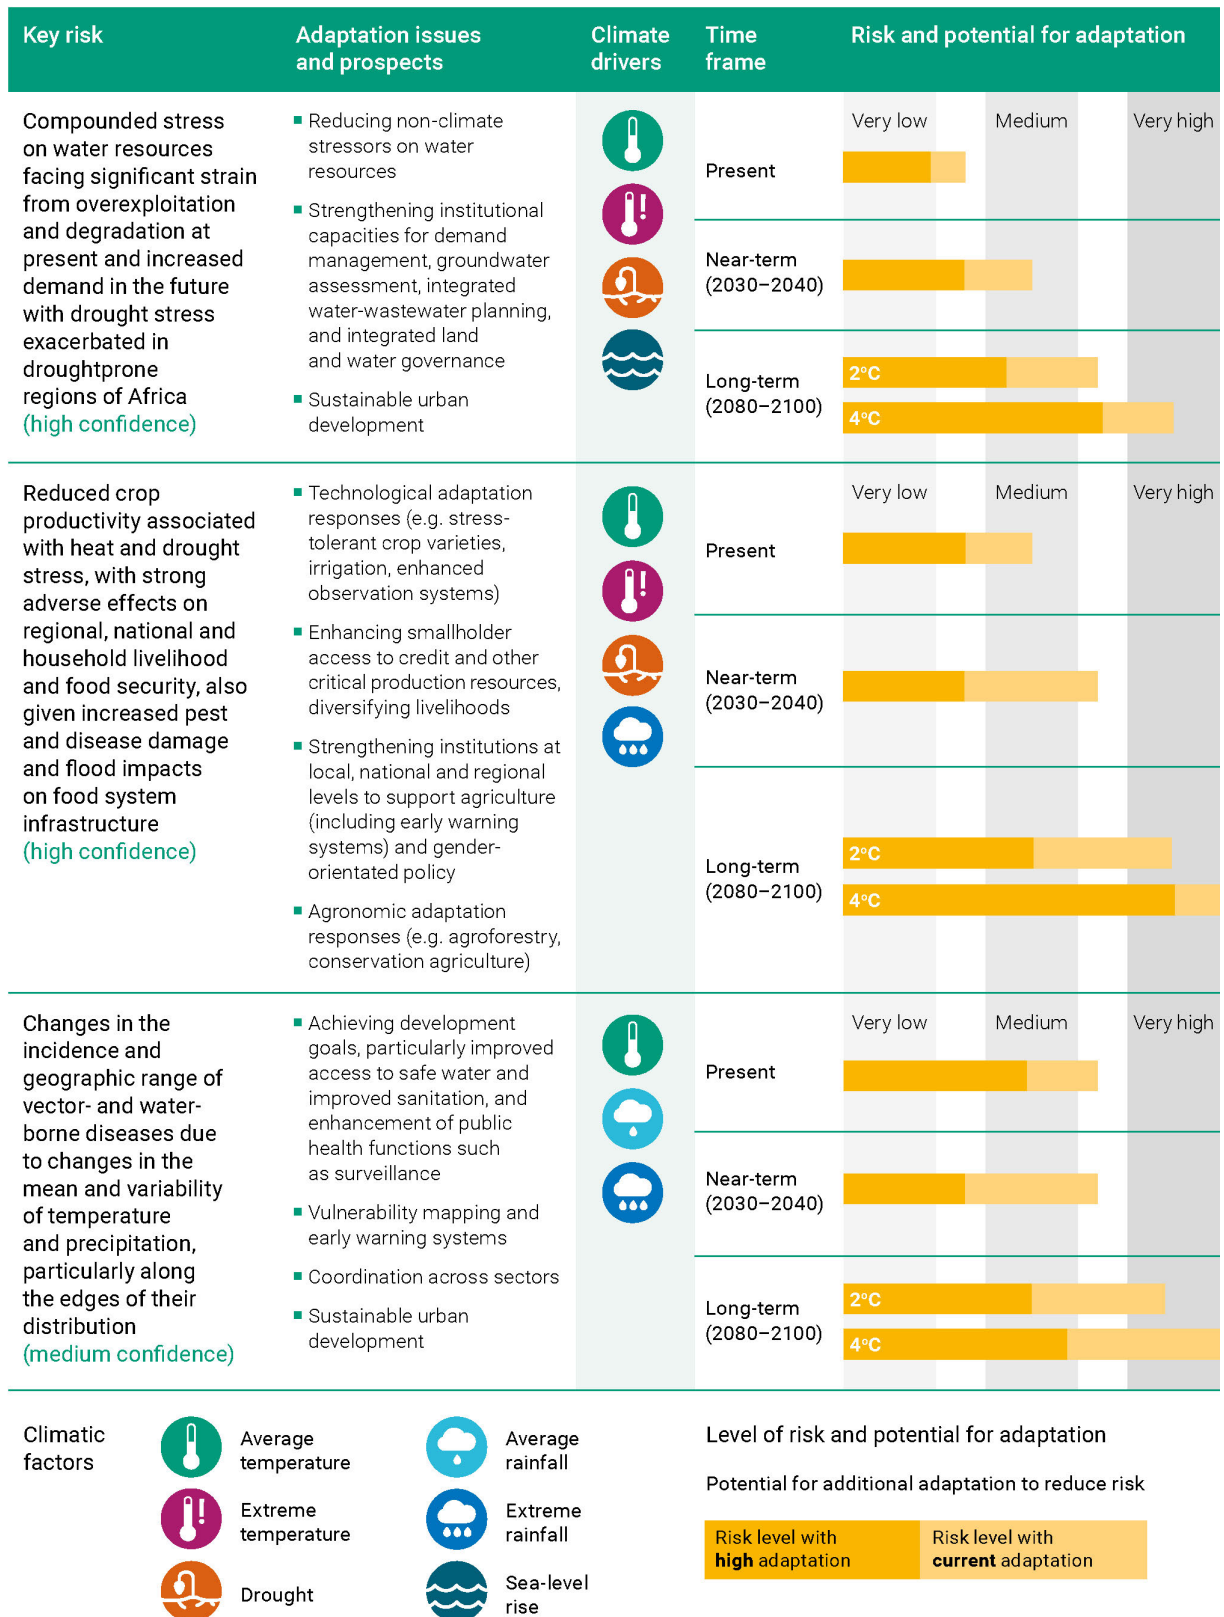 Key risk
Adaptation issues
and prospects
Climate
drivers
Time
frame
Risk and potential for adaptation
Compounded stress
on water resources
facing significant strain
from overexploitation
and degradation at
present and increased
demand in the future
with drought stress
exacerbated in
droughtprone
regions of Africa
(high confidence)
Reducing non-climate
stressors on water
resources
Strengthening institutional
capacities for demand
management, groundwater
assessment, integrated
water-wastewater planning,
and integrated land
and water governance
Sustainable urban
development
Present
Near-term
(2030–2040)
Long-term
(2080–2100)
Very low
Medium
Very high
2°C
4°C
Reduced crop
productivity associated
with heat and drought
stress, with strong
adverse effects on
regional, national and
household livelihood
and food security, also
given increased pest
and disease damage
and flood impacts
on food system
infrastructure
(high confidence)
Technological adaptation
responses (e.g. stress-
tolerant crop varieties,
irrigation, enhanced
observation systems)
Enhancing smallholder
access to credit and other
critical production resources,
diversifying livelihoods
Strengthening institutions at
local, national and regional
levels to support agriculture
(including early warning
systems) and gender-
orientated policy
Agronomic adaptation
responses (e.g. agroforestry,
conservation agriculture)
Present
Near-term
(2030–2040)
Long-term
(2080–2100)
Very low
Medium
Very high
2°C
4°C
Changes in the
incidence and
geographic range of
vector- and water-
borne diseases due
to changes in the
mean and variability
of temperature
and precipitation,
particularly along
the edges of their
distribution
(medium confidence)
Achieving development
goals, particularly improved
access to safe water and
improved sanitation, and
enhancement of public
health functions such
as surveillance
Vulnerability mapping and
early warning systems
Coordination across sectors
Sustainable urban
development
Present
Near-term
(2030–2040)
Long-term
(2080–2100)
Very low
Medium
Very high
2°C
4°C
Climatic
factors
Average
temperature
Extreme
temperature
Drought
Average
rainfall
Extreme
rainfall
Sea-level
rise
Level of risk and potential for adaptation
Potential for additional adaptation to reduce risk
Risk level with
high adaptation
Risk level with
current adaptation